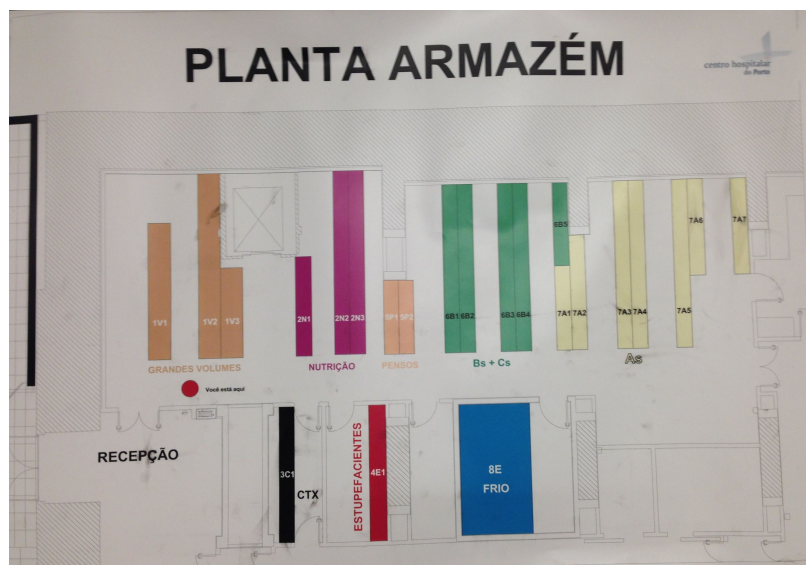 PLANTA ARMAZÉM
centro hospitalar
do Porto
1V1
1V2
1V3
2N1
2N2
2N3
5P1
5P2
6B1
6B2
6B3
6B4
6B5
7A1
7A2
7A3
7A4
7A5
7A6
7A7
GRANDES VOLUMES
NUTRIÇÃO
PENSOS
Bs + Cs
As
Você está aqui
RECEPÇÃO
3C1
CTX
ESTUPEFACIENTES
4E1
8E
FRIO